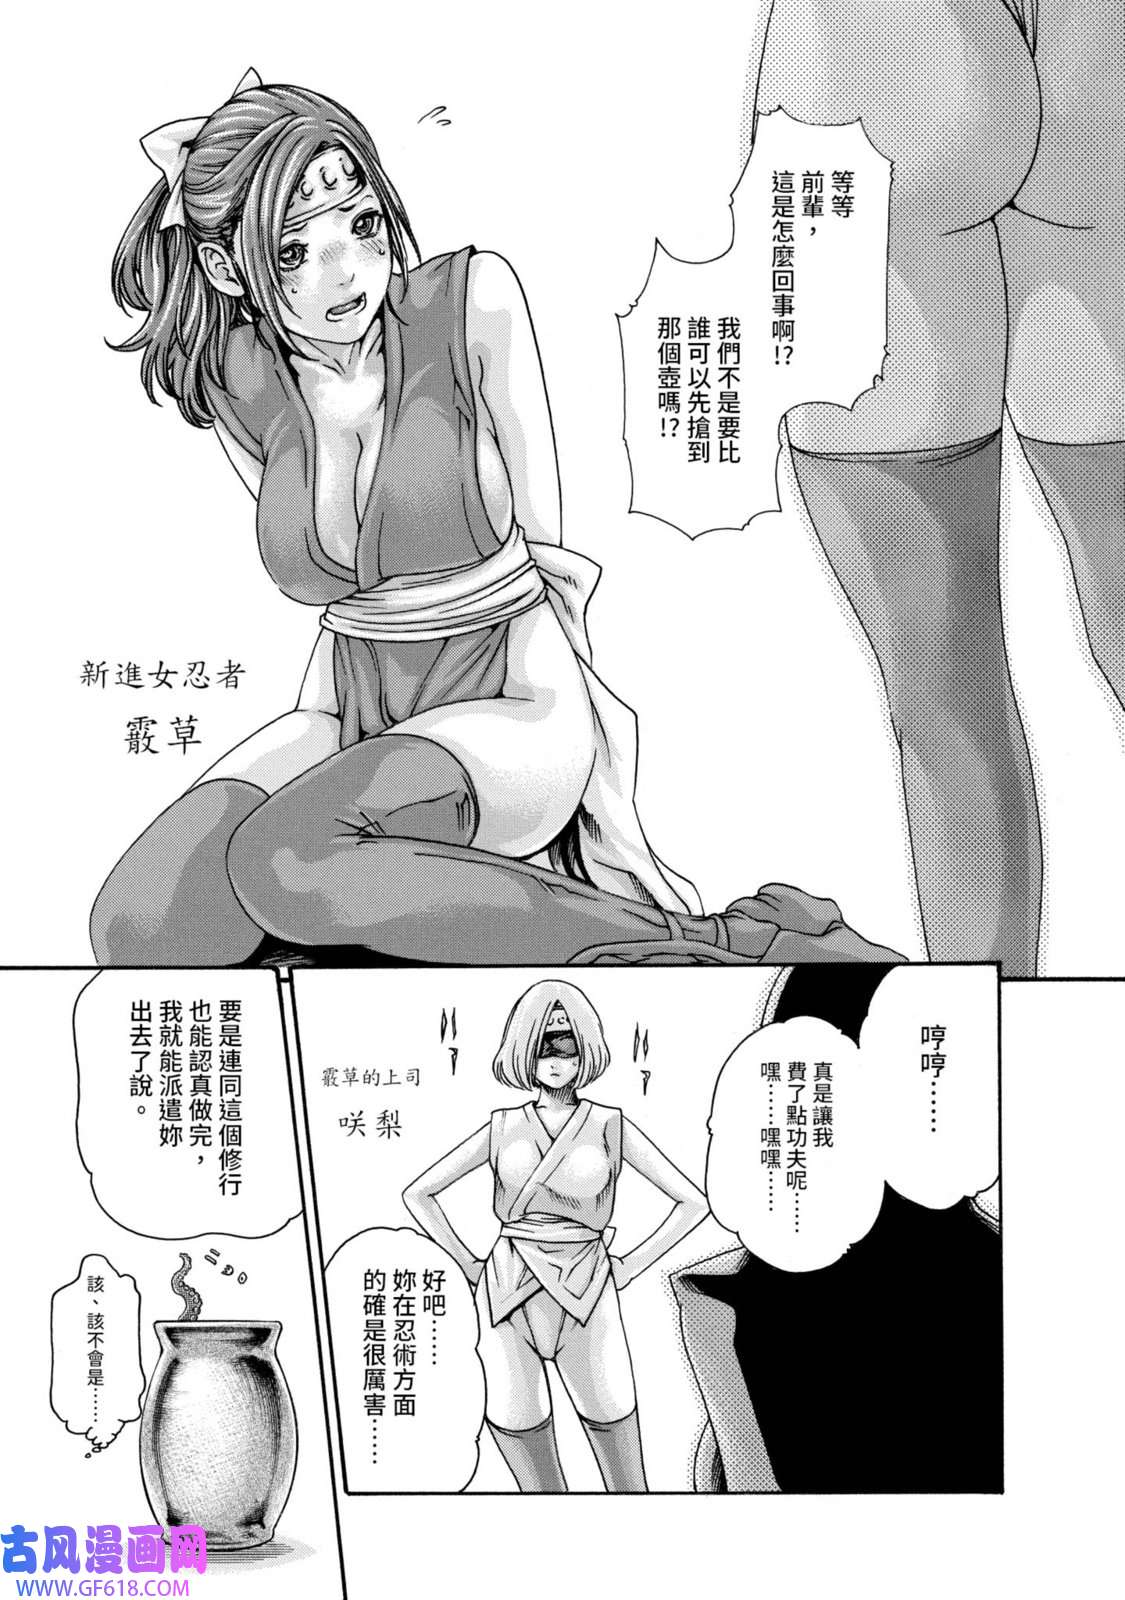 等等
前輩，
這是怎麼回事啊!?
我們不是要比
誰可以先搶到
那個壺嗎!?
新進女忍者
霰草
哼哼……
真是讓我
費了點功夫呢……
嘿……嘿嘿……
霰草的上司
咲梨
好吧……
妳在忍術方面
的確是很厲害……
要是連同這個修行
也能認真做完，
我就能派遣妳
出去了說。
ニョロ
該、該不會是……
古风漫画网
WWW.GF618.COM